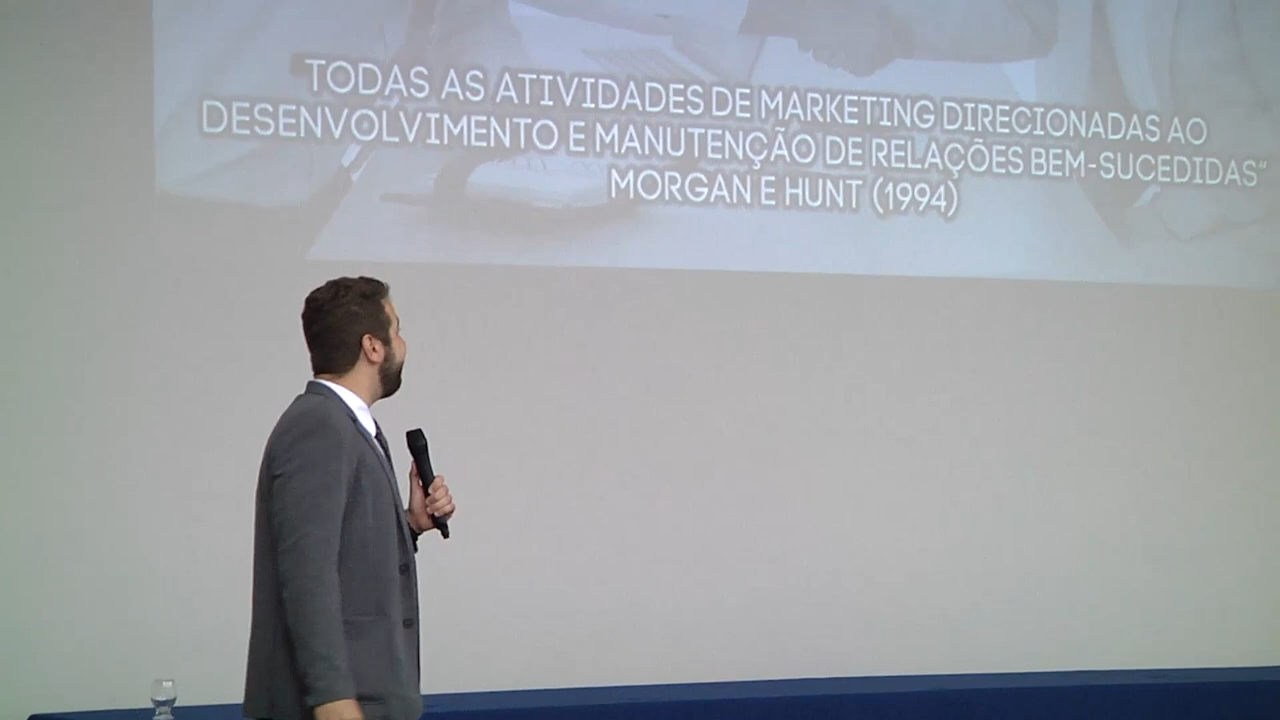 TODAS AS ATIVIDADES DE MARKETING DIRECIONADAS AO
DESENVOLVIMENTO E MANUTENÇÃO DE RELAÇÕES BEM-SUCEDIDAS“
MORGAN E HUNT (1994)